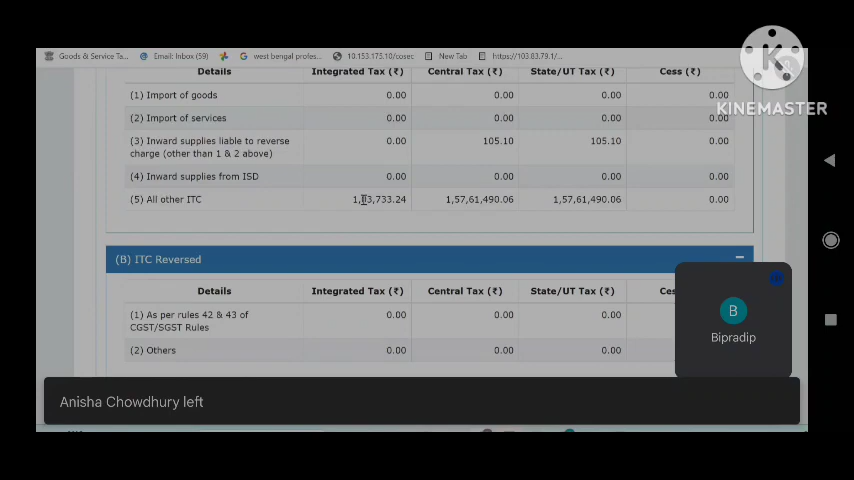 Goods & Service Ta... Email: Inbox (59) west bengal profes... 10.153.175.10/cosec New Tab https://103.83.79.1/...
KINEMASTER
Details Integrated Tax (₹) Central Tax (₹) State/UT Tax (₹) Cess (₹)
(1) Import of goods 0.00 0.00 0.00 0.00
(2) Import of services 0.00 0.00 0.00 0.00
(3) Inward supplies liable to reverse 0.00 105.10 105.10 0.00
charge (other than 1 & 2 above)
(4) Inward supplies from ISD 0.00 0.00 0.00 0.00
(5) All other ITC 1,57,61,490.06 1,57,61,490.06 0.00
(B) ITC Reversed
Details Integrated Tax (₹) Central Tax (₹) State/UT Tax (₹)
(1) As per rules 42 & 43 of 0.00 0.00 0.00
CGST/SGST Rules
(2) Others 0.00 0.00 0.00
B
Bipradip
Anisha Chowdhury left